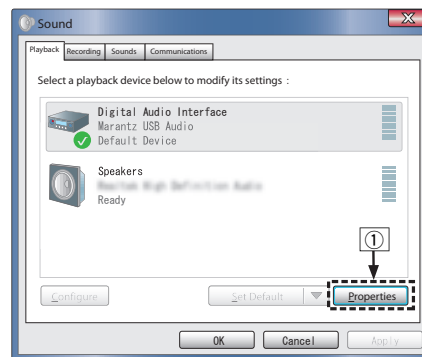 Sound
Playback Recording Sounds Communications
Select a playback device below to modify its settings :
Digital Audio Interface
Marantz USB Audio
Default Device
Speakers
Ready
①
Configure Set Default Properties
OK Cancel Apply